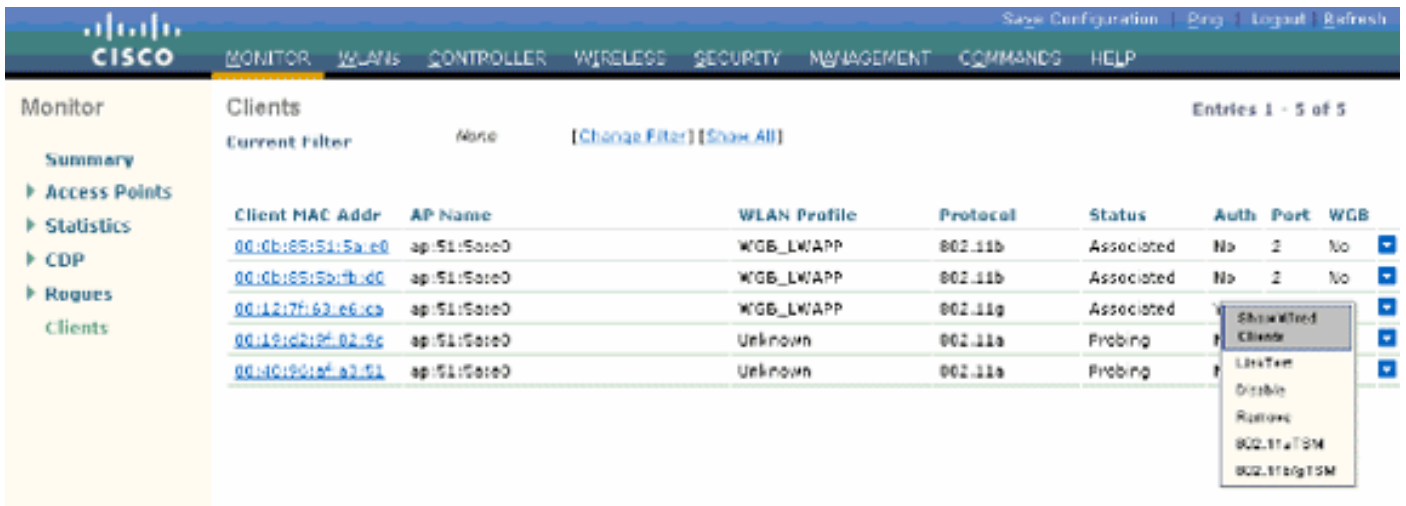 Save Configuration | Ping | Logout | Refresh
CISCO
MONITOR WLANs CONTROLLER WIRELESS SECURITY MANAGEMENT COMMANDS HELP
Monitor
Summary
Access Points
Statistics
CDP
Rogues
Clients
Clients
Entries 1 - 5 of 5
Current Filter None [Change Filter] [Show All]
Client MAC Addr AP Name WLAN Profile Protocol Status Auth Port WGB
00:0b:85:51:5a:e0 ap:51:5a:e0 WGB_LWAPP 802.11b Associated No 2 No
00:0b:85:5b:fb:d0 ap:51:5a:e0 WGB_LWAPP 802.11b Associated No 2 No
00:12:7f:63:e6:ca ap:51:5a:e0 WGB_LWAPP 802.11g Associated
00:19:d2:9f:02:9c ap:51:5a:e0 Unknown 802.11a Probing
00:40:96:af:a3:51 ap:51:5a:e0 Unknown 802.11a Probing
Show Wired
Clients
LinkTest
Disable
Remove
802.11aTSM
802.11b/gTSM